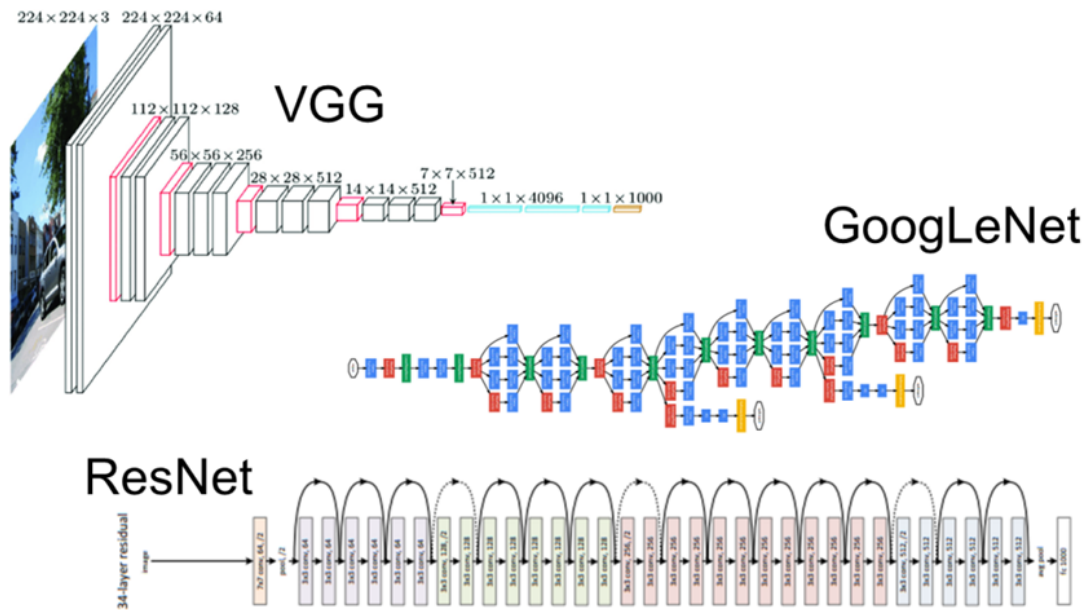 224×224×3 224×224×64
112×112×128
VGG
56×56×256
28×28×512
14×14×512
7×7×512
1×1×4096 1×1×1000
GoogLeNet
ResNet
34-layer residual
image
7x7 conv, 64, /2
pool, /2
3x3 conv, 64
3x3 conv, 64
3x3 conv, 64
3x3 conv, 64
3x3 conv, 64
3x3 conv, 64
3x3 conv, 128, /2
3x3 conv, 128
3x3 conv, 128
3x3 conv, 128
3x3 conv, 128
3x3 conv, 128
3x3 conv, 128
3x3 conv, 128
3x3 conv, 256, /2
3x3 conv, 256
3x3 conv, 256
3x3 conv, 256
3x3 conv, 256
3x3 conv, 256
3x3 conv, 256
3x3 conv, 256
3x3 conv, 256
3x3 conv, 256
3x3 conv, 256
3x3 conv, 256
3x3 conv, 512, /2
3x3 conv, 512
3x3 conv, 512
3x3 conv, 512
3x3 conv, 512
3x3 conv, 512
avg pool
fc 1000